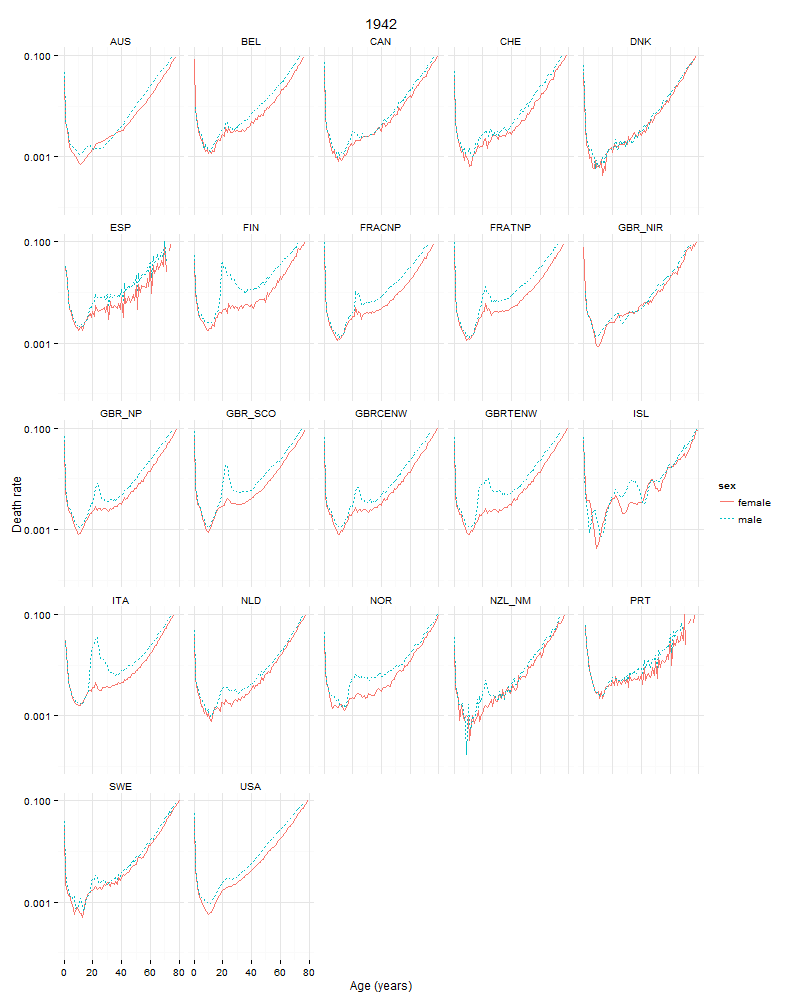 1942
AUS BEL CAN CHE DNK
0.100
0.001
ESP FIN FRACNP FRATNP GBR_NIR
0.100
0.001
GBR_NP GBR_SCO GBRCENW GBRTENW ISL
0.100
0.001
Death rate
sex
female
male
ITA NLD NOR NZL_NM PRT
0.100
0.001
SWE USA
0.100
0.001
0 20 40 60 80 0 20 40 60 80
Age (years)